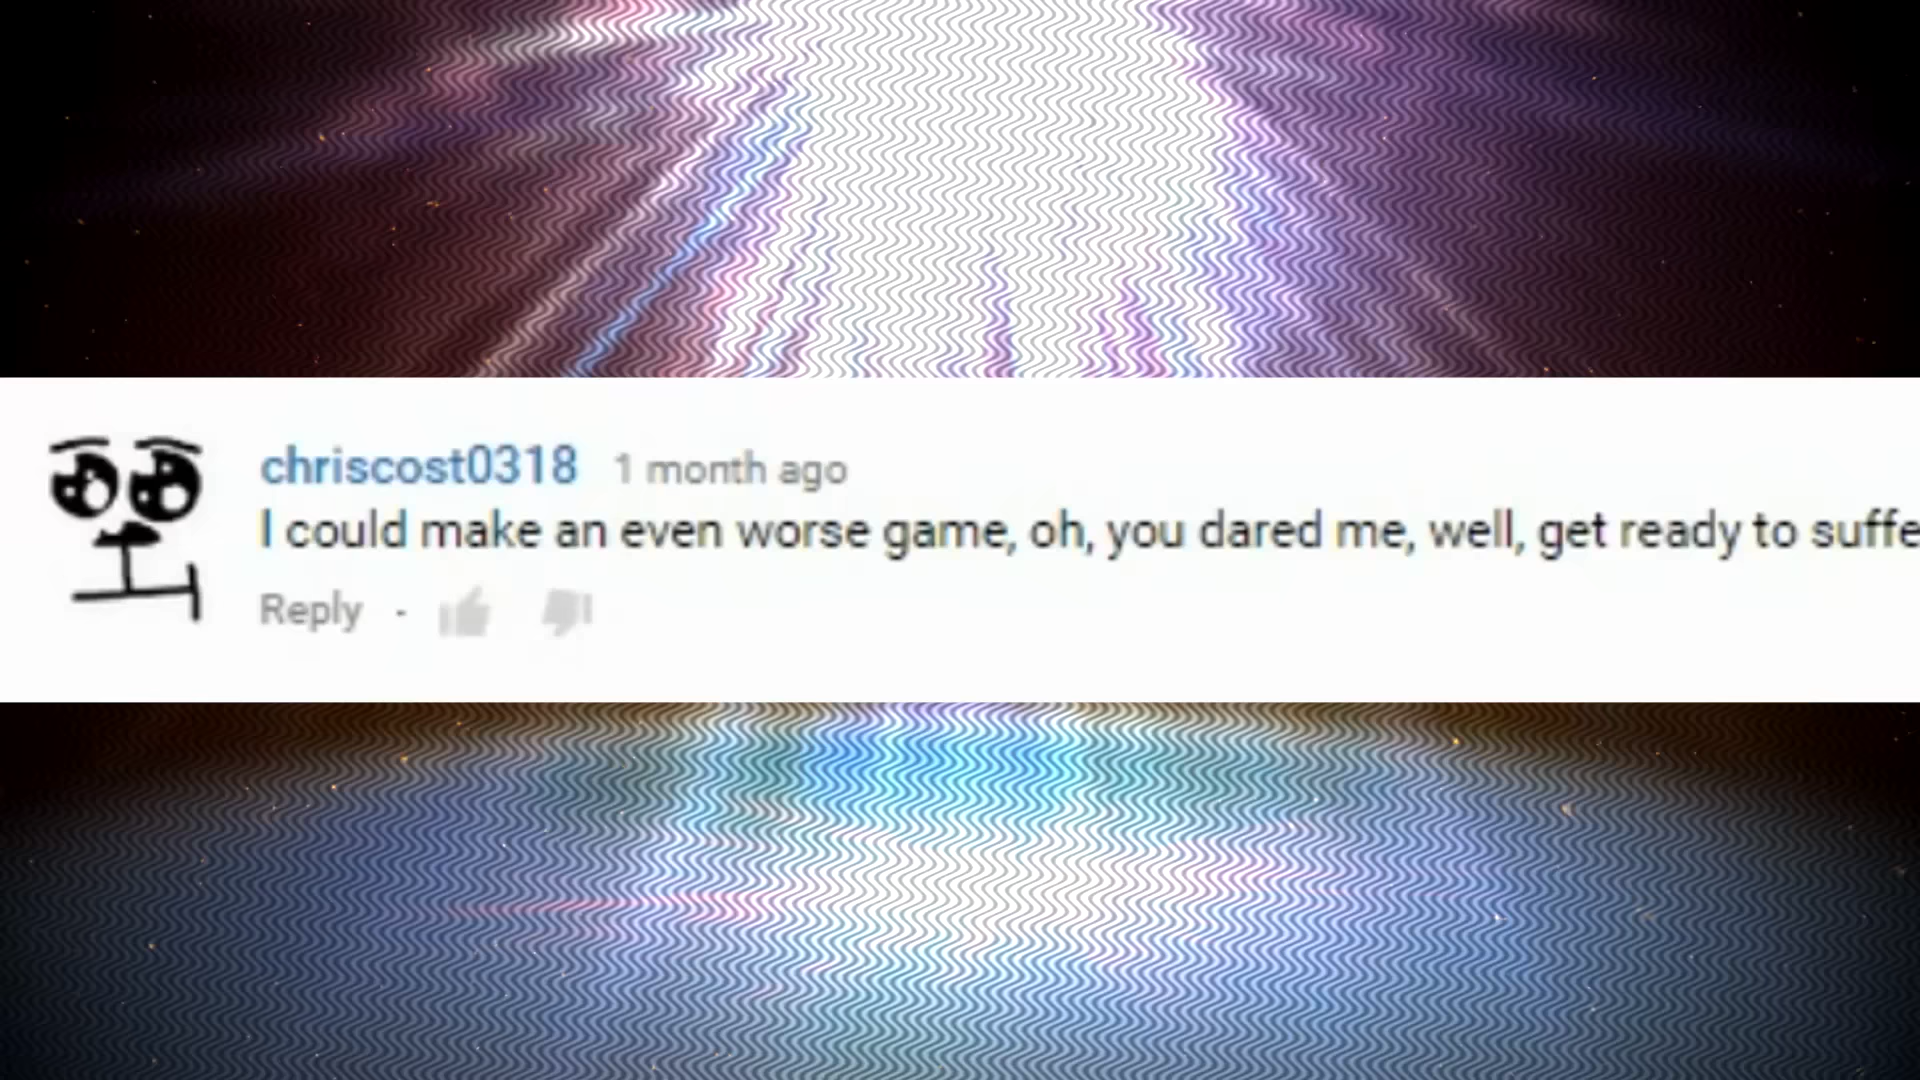 chriscost0318 1 month ago
I could make an even worse game, oh, you dared me, well, get ready to suffe
Reply ·